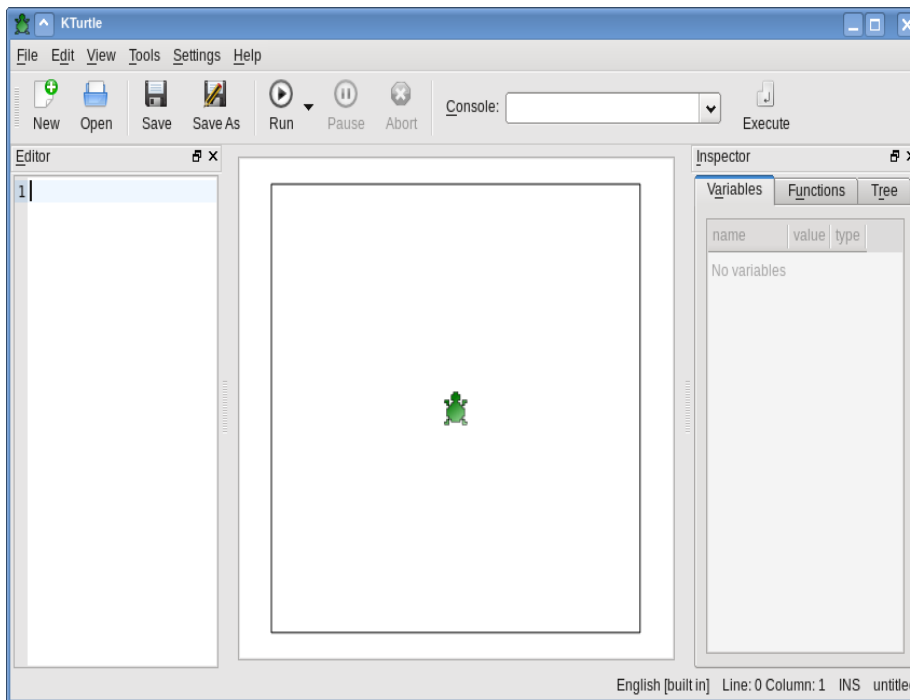 KTurtle
File Edit View Tools Settings Help
New Open Save Save As Run Pause Abort Console: Execute
Editor
1
Inspector
Variables Functions Tree
name value type
No variables
English [built in] Line: 0 Column: 1 INS